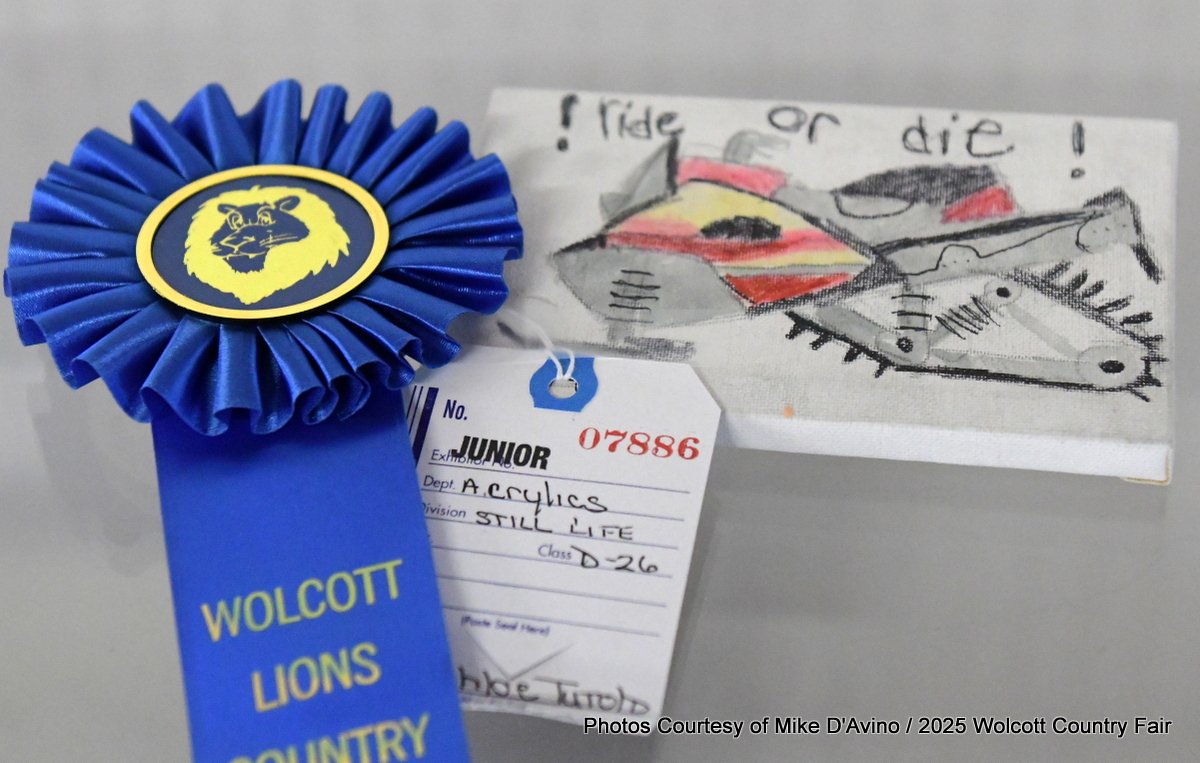 ! ride or die !
No. 07886
JUNIOR
Exhibitor No.
Dept. Acrylics
Division STILL LIFE
Class D-26
(Paste Seal Here)
WOLCOTT
LIONS
COUNTRY
Photos Courtesy of Mike D'Avino / 2025 Wolcott Country Fair